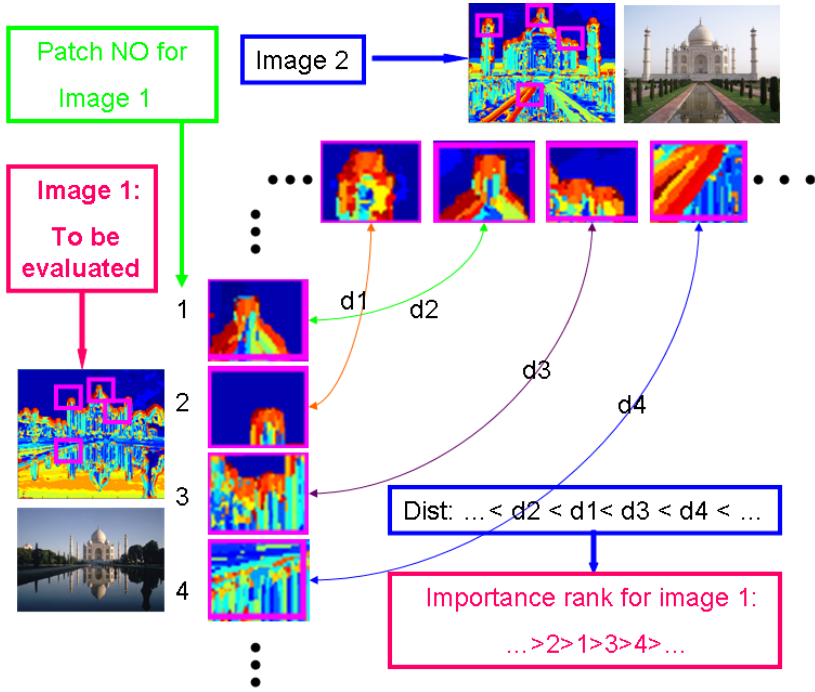 Patch NO for
Image 1
Image 2
Image 1:
To be
evaluated
d1
d2
1
d3
2
d4
3
Dist: …< d2 < d1< d3 < d4 < …
4
Importance rank for image 1:
…>2>1>3>4>…